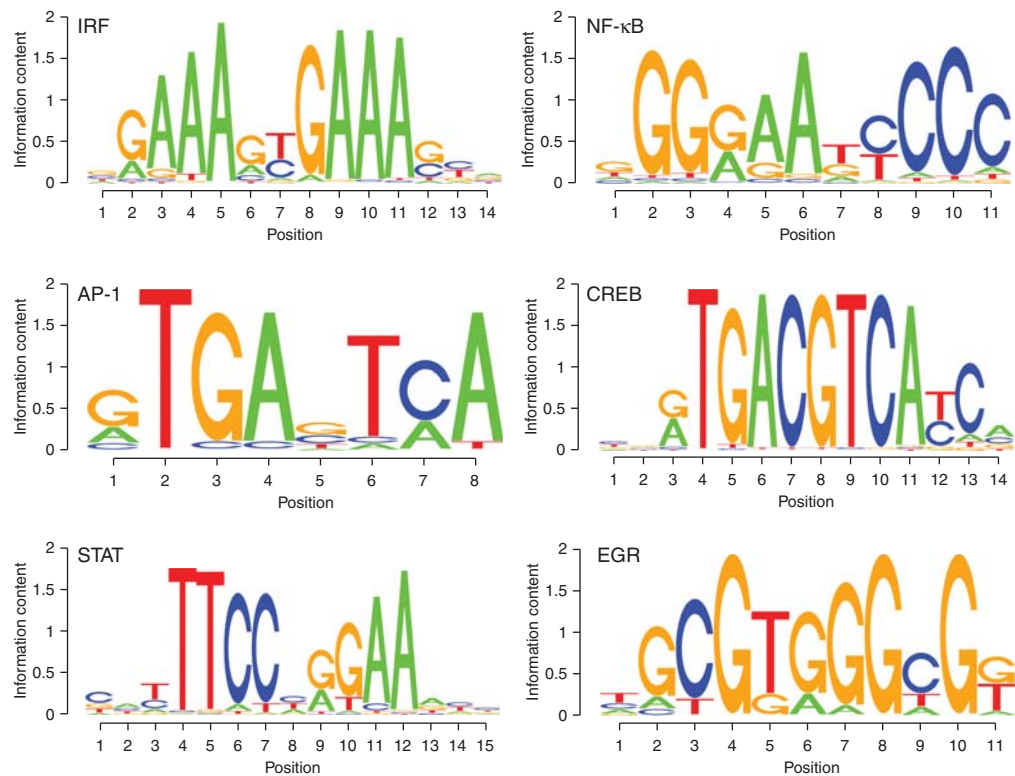 IRF
2
1.5
1
0.5
0
Information content
GAAAGTGAAAG
1 2 3 4 5 6 7 8 9 10 11 12 13 14
Position
NF-κB
2
1.5
1
0.5
0
Information content
GGGAATCCCC
1 2 3 4 5 6 7 8 9 10 11
Position
AP-1
2
1.5
1
0.5
0
Information content
GTGAGTCA
1 2 3 4 5 6 7 8
Position
CREB
2
1.5
1
0.5
0
Information content
GTGACGTCATC
1 2 3 4 5 6 7 8 9 10 11 12 13 14
Position
STAT
2
1.5
1
0.5
0
Information content
TTTCCCGGAA
1 2 3 4 5 6 7 8 9 10 11 12 13 14 15
Position
EGR
2
1.5
1
0.5
0
Information content
TGCGTGGGCGG
1 2 3 4 5 6 7 8 9 10 11
Position